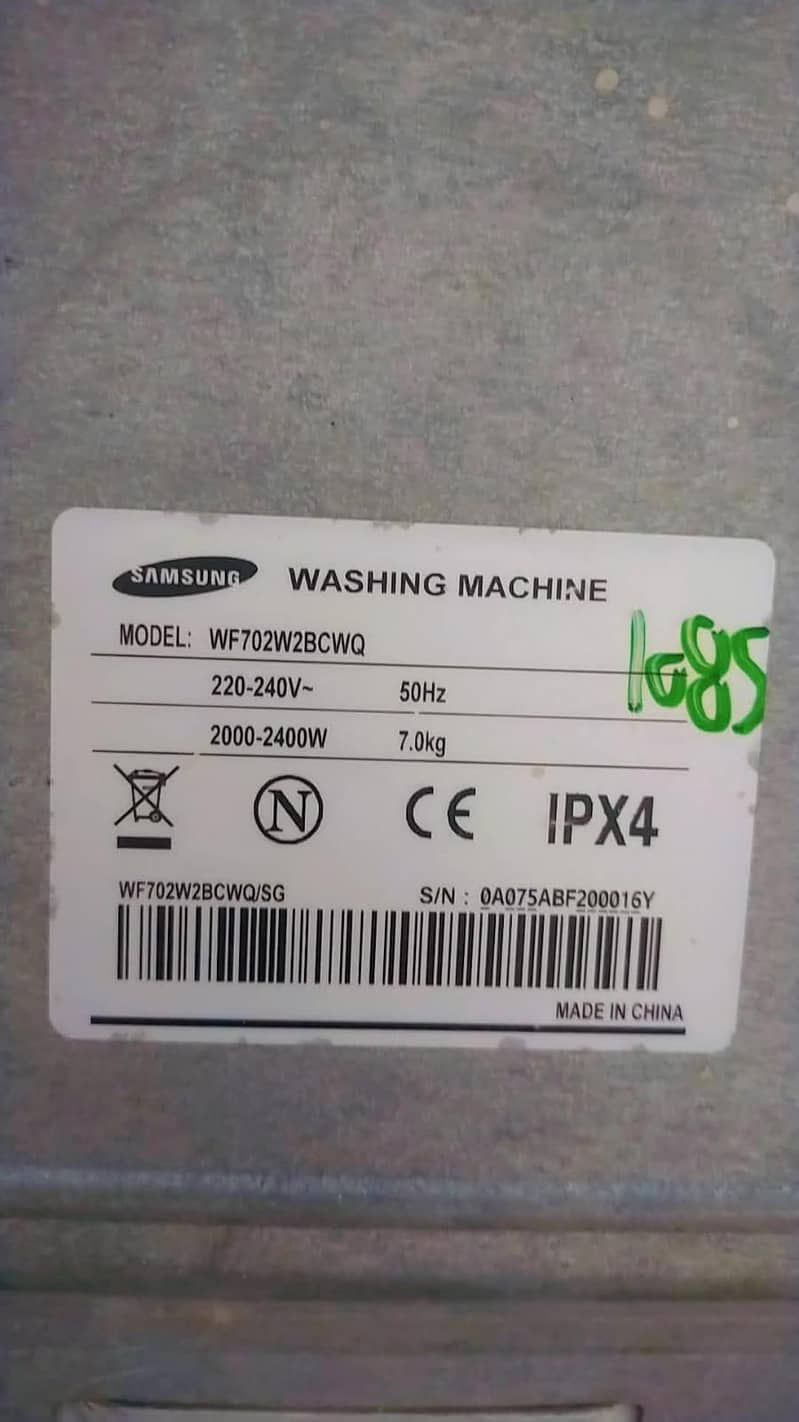 SAMSUNG WASHING MACHINE
MODEL: WF702W2BCWQ
1085
220-240V~ 50Hz
2000-2400W 7.0kg
N CE IPX4
WF702W2BCWQ/SG S/N : 0A075ABF200016Y
MADE IN CHINA